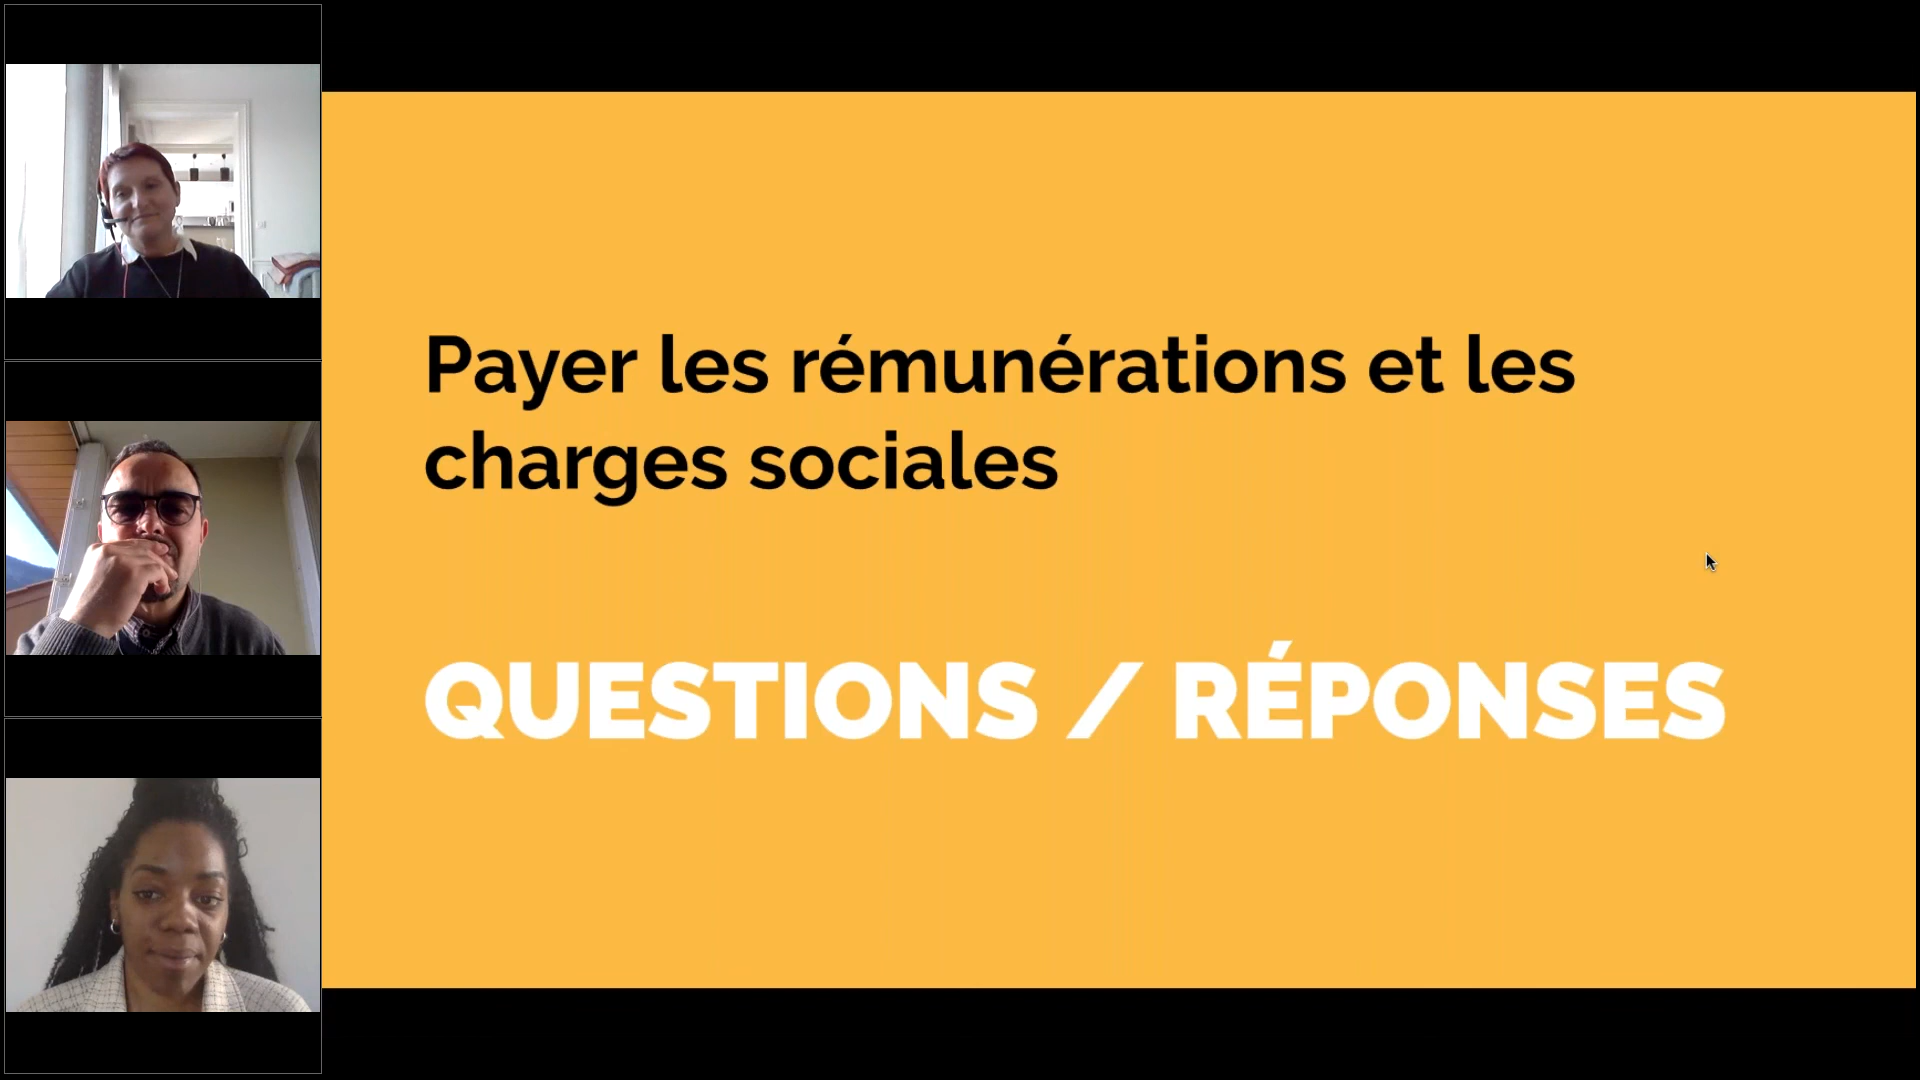 Payer les rémunérations et les
charges sociales
QUESTIONS / RÉPONSES